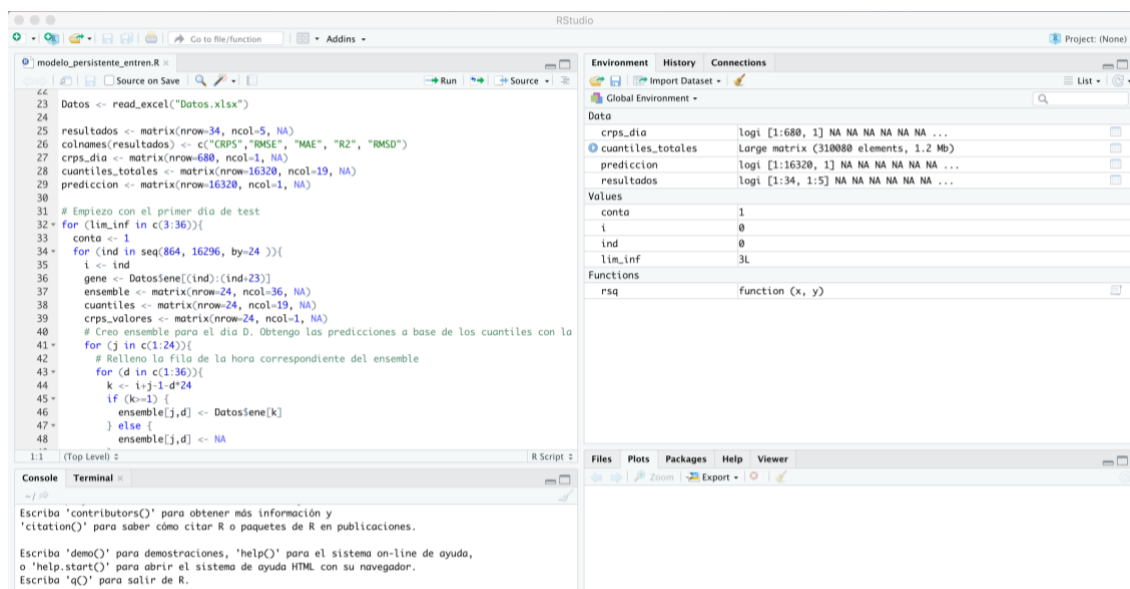 RStudio
Go to file/function
Addins
Project: (None)
modelo_persistente_entren.R
Source on Save
Run
Source
23 Datos <- read_excel("Datos.xlsx")
24
25 resultados <- matrix(nrow=34, ncol=5, NA)
26 colnames(resultados) <- c("CRPS","RMSE", "MAE", "R2", "RMSD")
27 crps_dia <- matrix(nrow=680, ncol=1, NA)
28 cuantiles_totales <- matrix(nrow=16320, ncol=19, NA)
29 prediccion <- matrix(nrow=16320, ncol=1, NA)
30
31 # Empiezo con el primer dia de test
32 for (lim_inf in c(3:36)){
33 conta <- 1
34 for (ind in seq(864, 16296, by=24 )){
35 i <- ind
36 gene <- Datos$ene[(ind):(ind+23)]
37 ensemble <- matrix(nrow=24, ncol=36, NA)
38 cuantiles <- matrix(nrow=24, ncol=19, NA)
39 crps_valores <- matrix(nrow=24, ncol=1, NA)
40 # Creo ensemble para el dia D. Obtengo las predicciones a base de los cuantiles con la
41 for (j in c(1:24)){
42 # Relleno la fila de la hora correspondiente del ensemble
43 for (d in c(1:36)){
44 k <- i+j-1-d*24
45 if (k>=1) {
46 ensemble[j,d] <- Datos$ene[k]
47 } else {
48 ensemble[j,d] <- NA
1:1 (Top Level) R Script
Console Terminal
~/
Escriba 'contributors()' para obtener más información y
'citation()' para saber cómo citar R o paquetes de R en publicaciones.
Escriba 'demo()' para demostraciones, 'help()' para el sistema on-line de ayuda,
o 'help.start()' para abrir el sistema de ayuda HTML con su navegador.
Escriba 'q()' para salir de R.
Environment History Connections
Import Dataset
List
Global Environment
Data
crps_dia logi [1:680, 1] NA NA NA NA NA NA ...
cuantiles_totales Large matrix (310080 elements, 1.2 Mb)
prediccion logi [1:16320, 1] NA NA NA NA NA ...
resultados logi [1:34, 1:5] NA NA NA NA NA NA ...
Values
conta 1
i 0
ind 0
lim_inf 3L
Functions
rsq function (x, y)
Files Plots Packages Help Viewer
Zoom Export